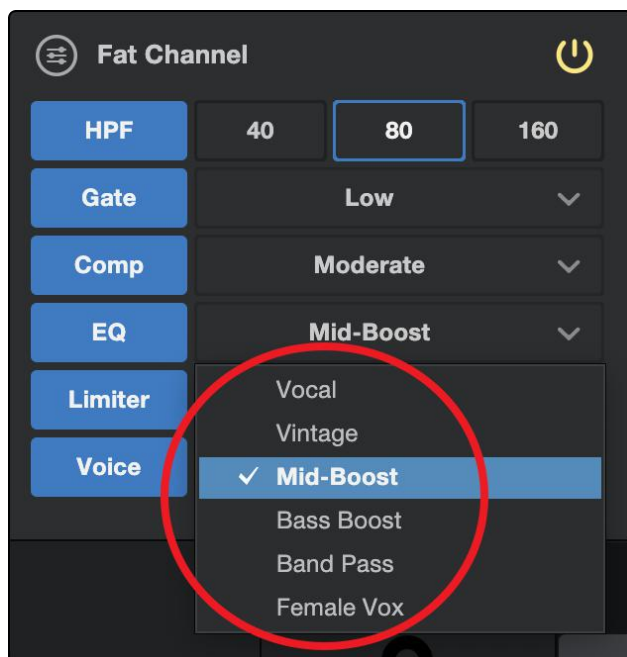 Fat Channel
HPF 40 80 160
Gate Low
Comp Moderate
EQ Mid-Boost
Limiter
Voice
Vocal
Vintage
Mid-Boost
Bass Boost
Band Pass
Female Vox